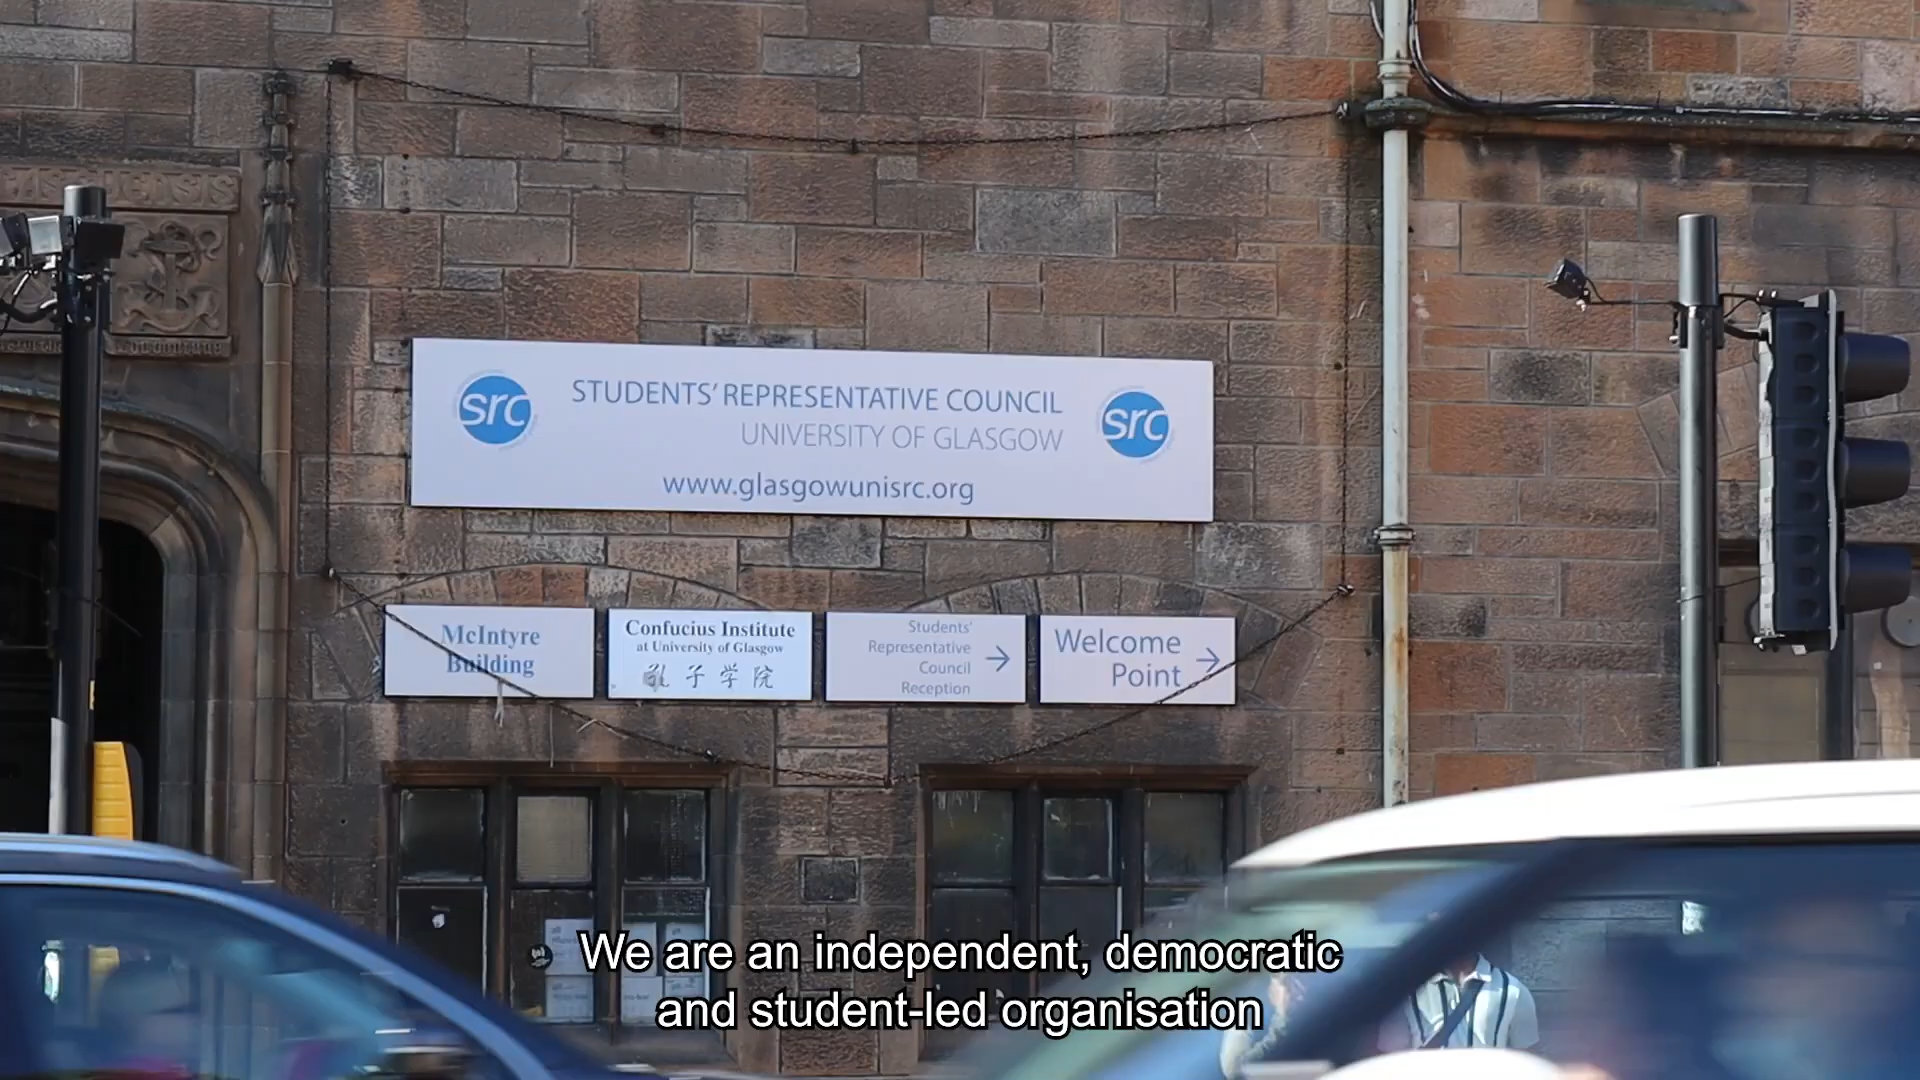 src
STUDENTS' REPRESENTATIVE COUNCIL
UNIVERSITY OF GLASGOW
www.glasgowunisrc.org
src
McIntyre
Building
Confucius Institute
at University of Glasgow
孔子学院
Students'
Representative
Council
Reception
Welcome
Point
We are an independent, democratic
and student-led organisation